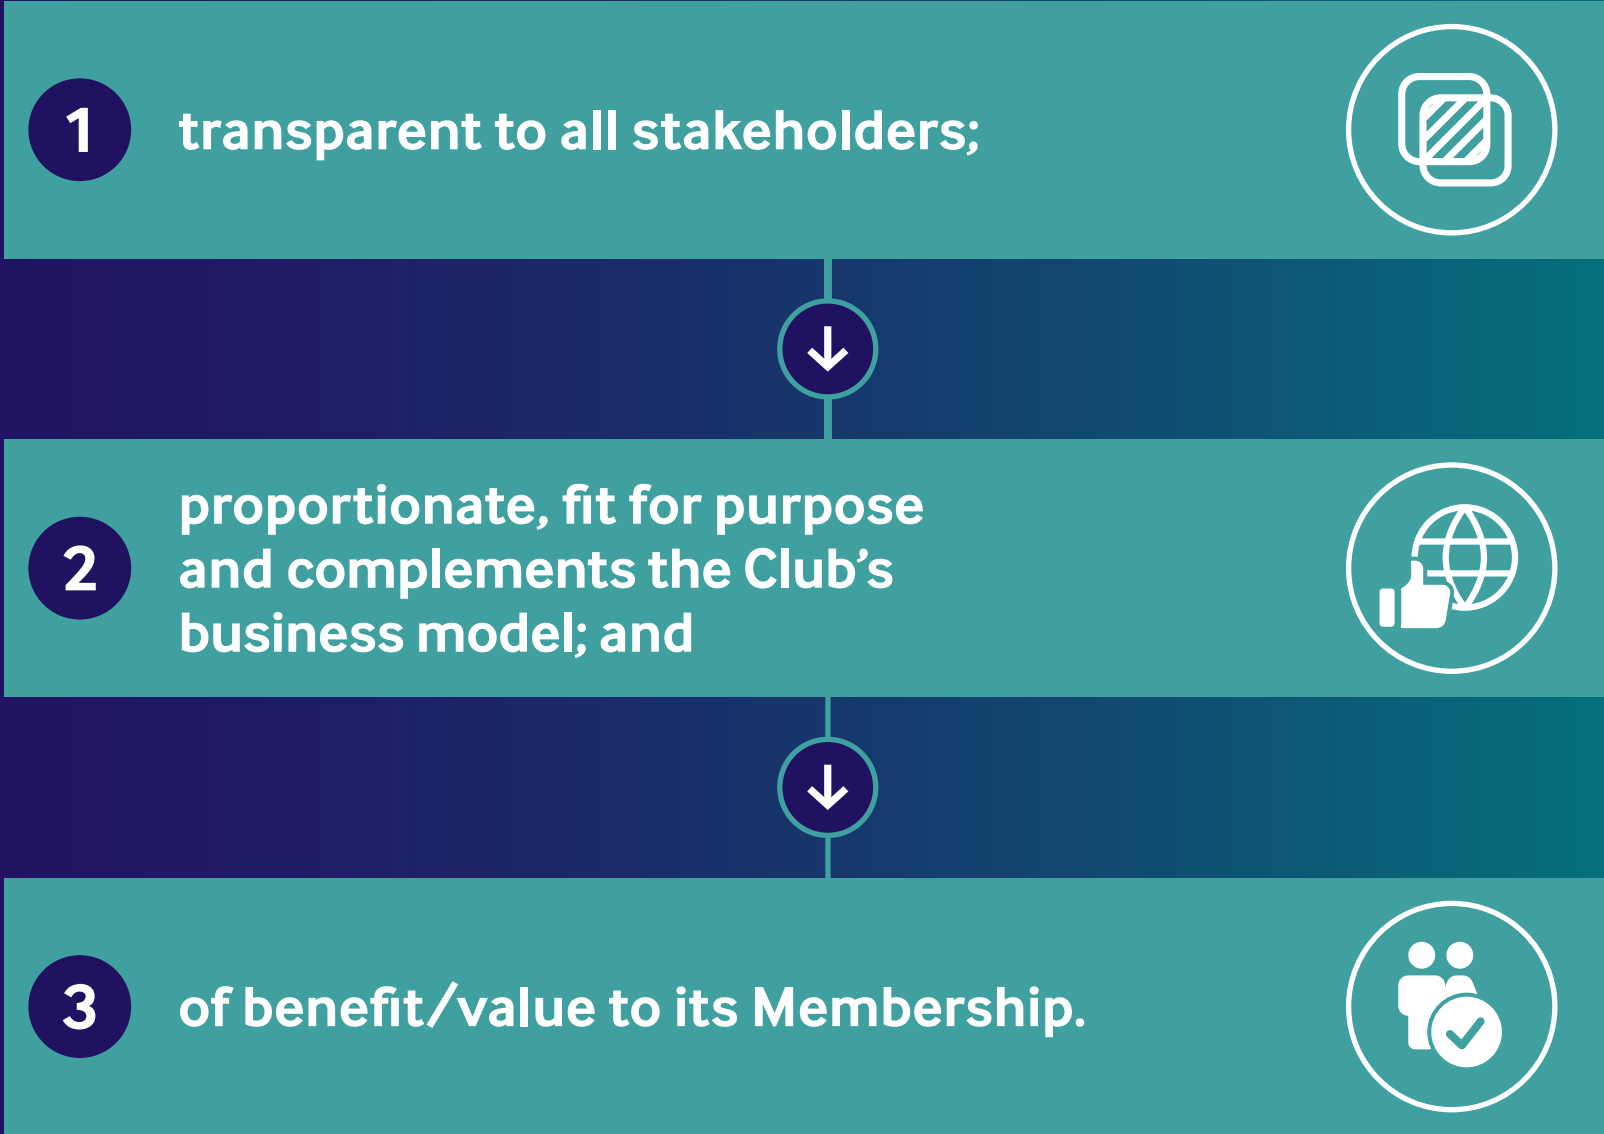 1
transparent to all stakeholders;
2
proportionate, fit for purpose
and complements the Club’s
business model; and
3
of benefit/value to its Membership.